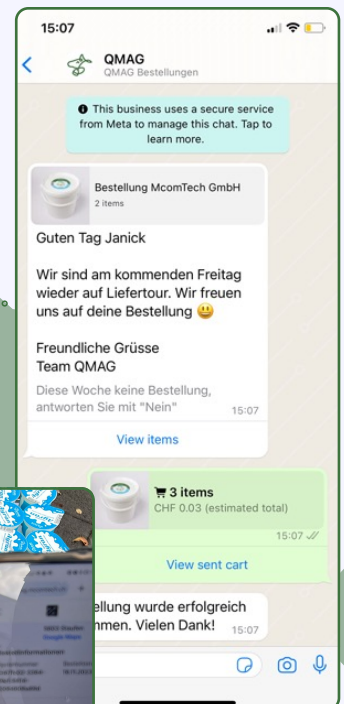 15:07
QMAG
QMAG Bestellungen
This business uses a secure service
from Meta to manage this chat. Tap to
learn more.
Bestellung McomTech GmbH
2 items
Guten Tag Janick
Wir sind am kommenden Freitag
wieder auf Liefertour. Wir freuen
uns auf deine Bestellung 😃
Freundliche Grüsse
Team QMAG
Diese Woche keine Bestellung,
antworten Sie mit "Nein"
15:07
View items
3 items
CHF 0.03 (estimated total)
15:07
View sent cart
ellung wurde erfolgreich
mmen. Vielen Dank!
15:07